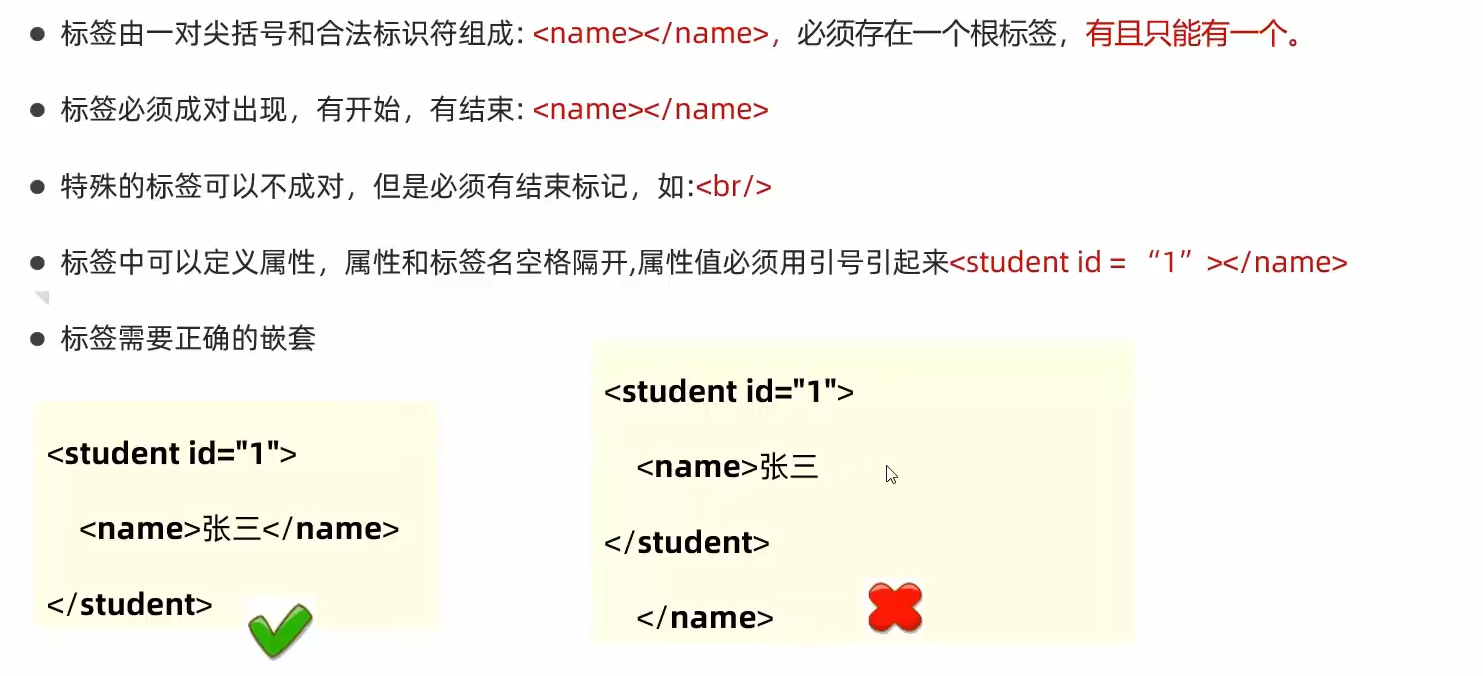 ● 标签由一对尖括号和合法标识符组成: <name></name>，必须存在一个根标签，有且只能有一个。
● 标签必须成对出现，有开始，有结束: <name></name>
● 特殊的标签可以不成对，但是必须有结束标记，如:<br/>
● 标签中可以定义属性，属性和标签名空格隔开,属性值必须用引号引起来<student id = “1” ></name>
● 标签需要正确的嵌套
<student id="1">
<name>张三</name>
</student>
<student id="1">
<name>张三
</student>
</name>